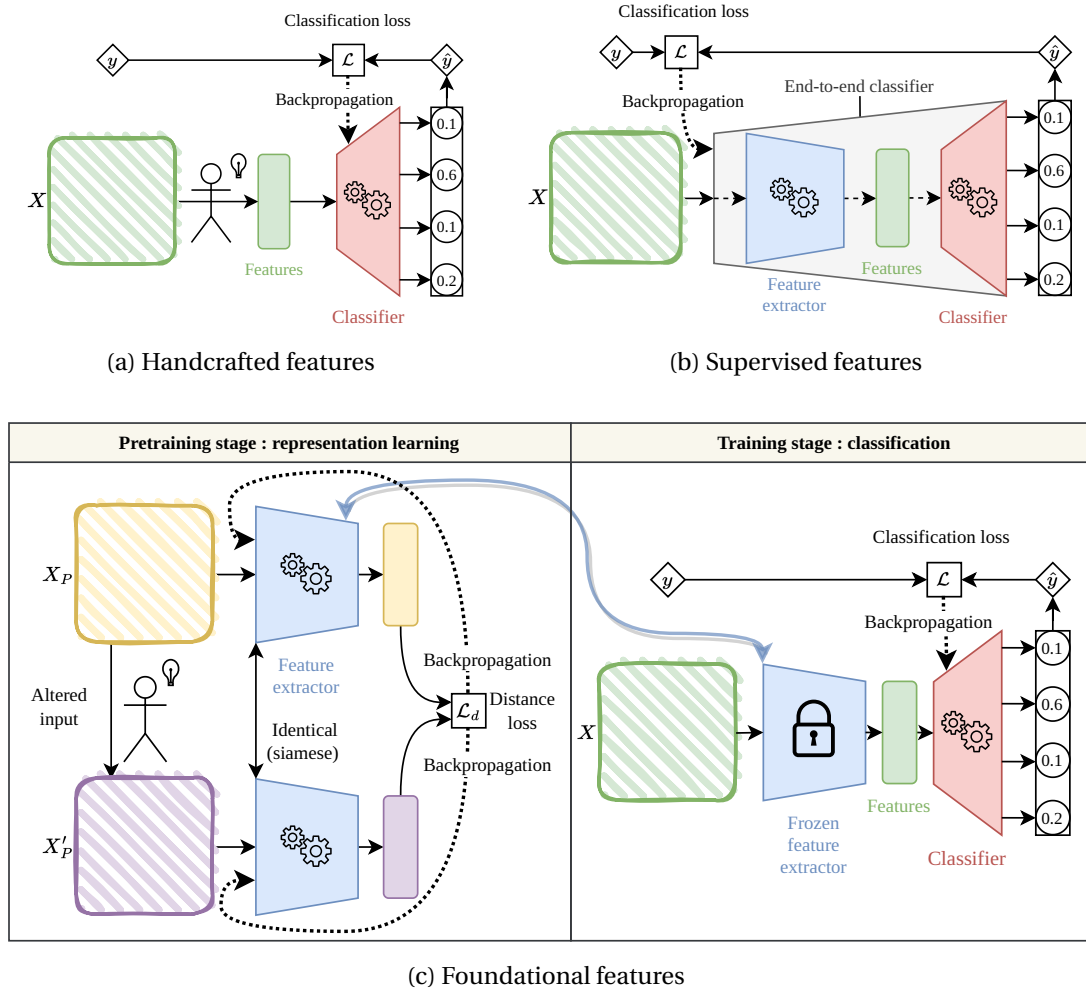 Classification loss
y
ℒ
ŷ
Backpropagation
X
0.1
0.6
0.1
0.2
Features
Classifier
(a) Handcrafted features
Classification loss
y
ℒ
ŷ
End-to-end classifier
Backpropagation
X
0.1
0.6
0.1
0.2
Features
Feature
extractor
Classifier
(b) Supervised features
Pretraining stage : representation learning
X_P
Feature
extractor
Backpropagation
Altered
input
Identical
(siamese)
ℒ_d
Distance
loss
Backpropagation
X'_P
Training stage : classification
Classification loss
y
ℒ
ŷ
Backpropagation
X
0.1
0.6
0.1
0.2
Features
Frozen
feature
extractor
Classifier
(c) Foundational features